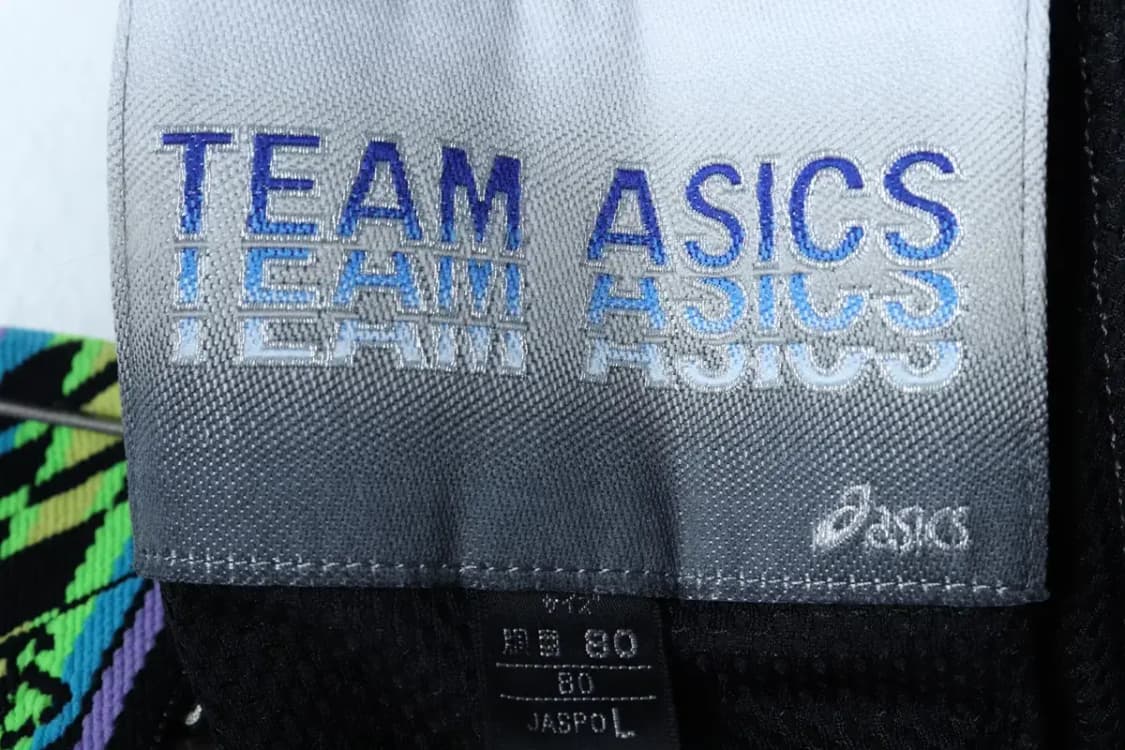 TEAM ASICS
TEAM ASICS
TEAM ASICS
asics
サイズ
胴囲 80
80
JASPO L